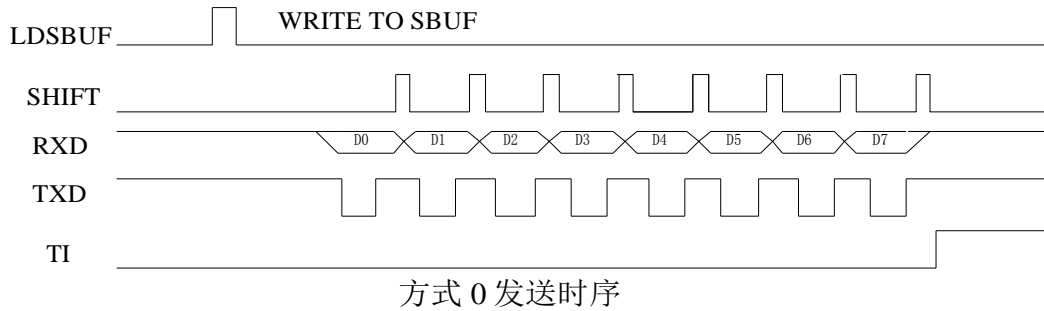 LDSBUF WRITE TO SBUF
SHIFT
RXD D0 D1 D2 D3 D4 D5 D6 D7
TXD
TI
方式 0 发送时序